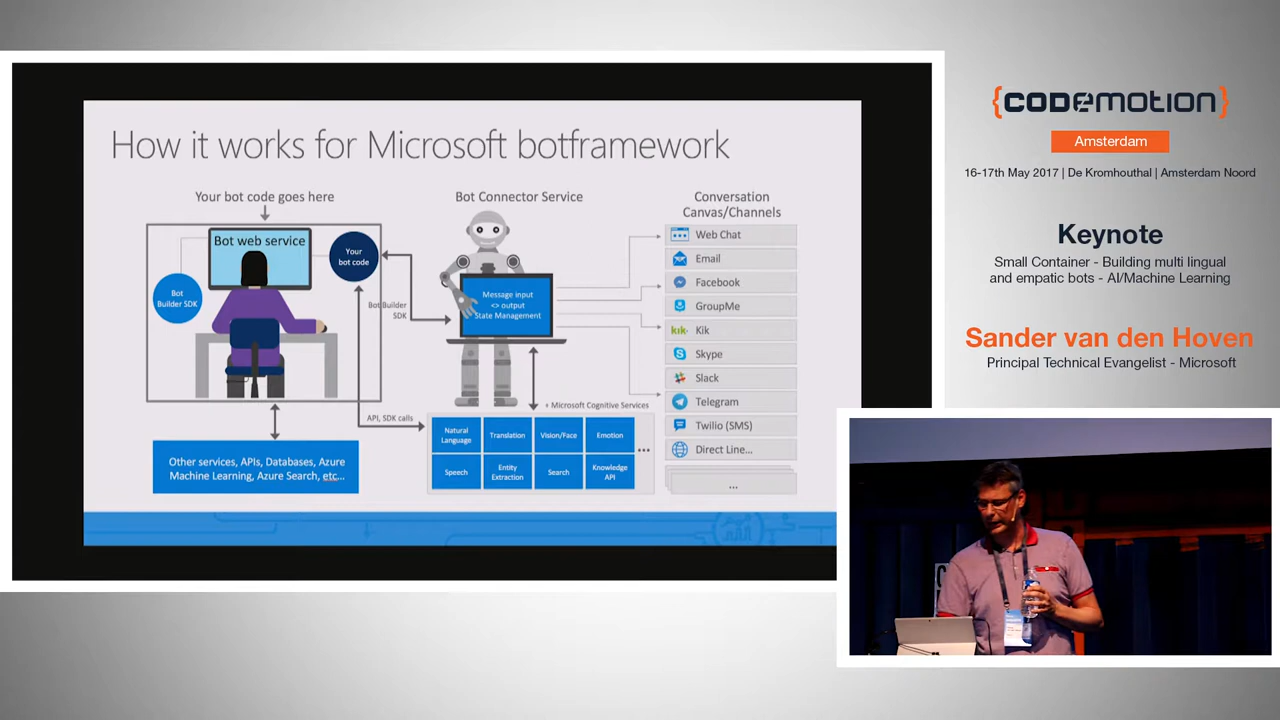 How it works for Microsoft botframework
Your bot code goes here
Bot web service
Your
bot code
Bot
Builder SDK
Bot Builder
SDK
API, SDK calls
Other services, APIs, Databases, Azure
Machine Learning, Azure Search, etc...
Bot Connector Service
Message input
<> output
State Management
+ Microsoft Cognitive Services
Natural
Language
Translation
Vision/Face
Emotion
...
Speech
Entity
Extraction
Search
Knowledge
API
Conversation
Canvas/Channels
Web Chat
Email
Facebook
GroupMe
kik•
Kik
Skype
Slack
Telegram
Twilio (SMS)
Direct Line...
...
{CODEMOTION}
Amsterdam
16-17th May 2017 | De Kromhouthal | Amsterdam Noord
Keynote
Small Container - Building multi lingual
and empatic bots - AI/Machine Learning
Sander van den Hoven
Principal Technical Evangelist - Microsoft